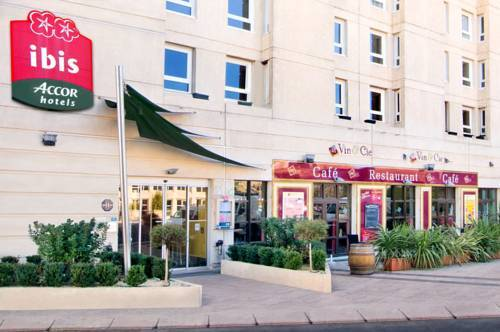 ibis
ACCOR
hotels
Vin & Cie
Vin & Cie
Café Restaurant Café